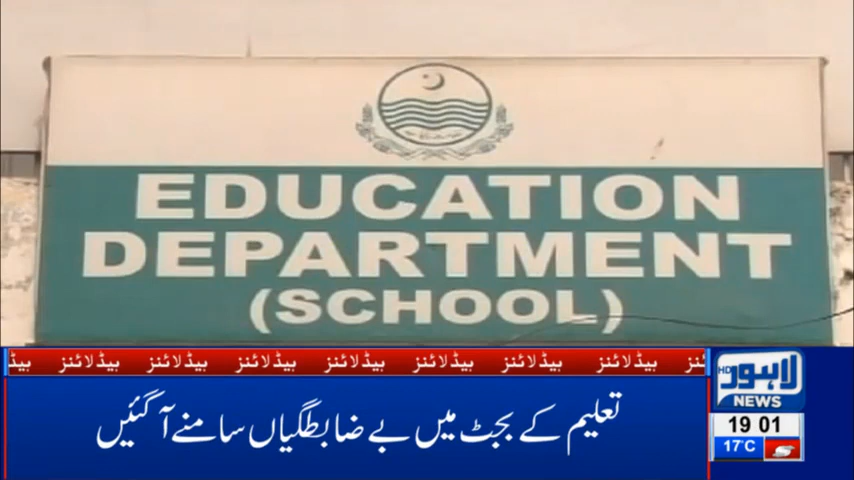 EDUCATION
DEPARTMENT
(SCHOOL)
ہیڈلائنز ہیڈلائنز ہیڈلائنز ہیڈلائنز ہیڈلائنز ہیڈلائنز ہیڈلائنز
تعلیم کے بجٹ میں بے ضابطگیاں سامنے آ گئیں
HD لاہور
NEWS
19 01
17°C